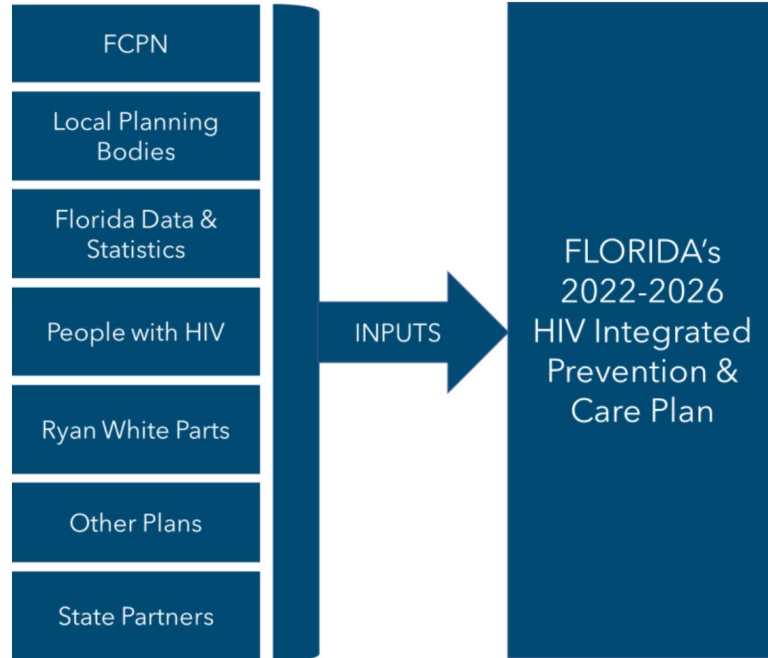 FCPN
Local Planning
Bodies
Florida Data &
Statistics
People with HIV
Ryan White Parts
Other Plans
State Partners
INPUTS
FLORIDA's
2022-2026
HIV Integrated
Prevention &
Care Plan